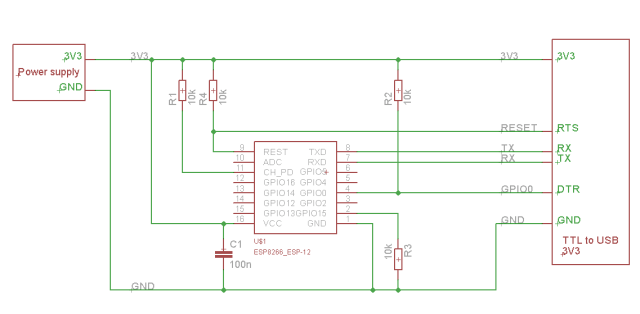 3V3
Power supply
GND
3V3
3V3
3V3
R1
10k
R4
10k
R2
10k
RESET
RTS
9 REST TXD 8
TX
RX
10 ADC RXD 7
RX
TX
11 CH_PD 6
12 GPIO16 GPIO4 5
13 GPIO14 GPIO0 4
GPIO0
DTR
14 GPIO12 GPIO2 3
15 GPIO13 GPIO15 2
16 VCC GND 1
GND
GND
U$1
ESP8266_ESP-12
C1
100n
10k
R3
TTL to USB
3V3
GND